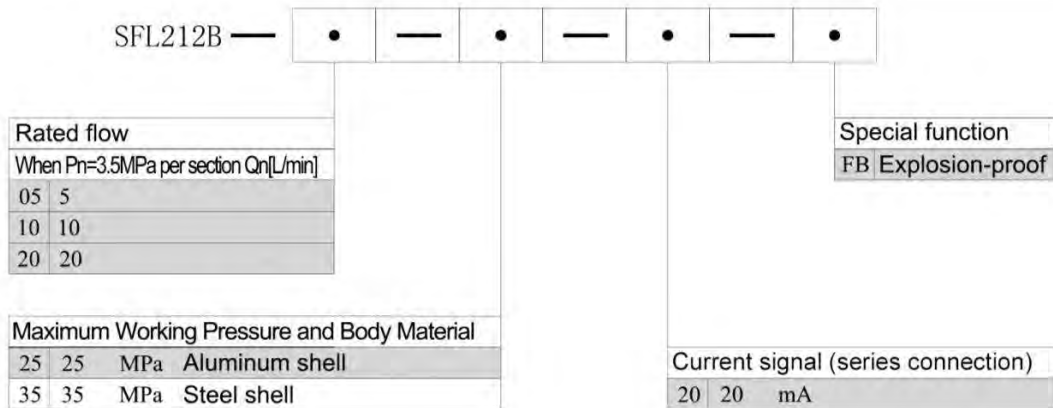 SFL212B — • — • — • — •
Rated flow
When Pn=3.5MPa per section Qn[L/min]
05 5
10 10
20 20
Special function
FB Explosion-proof
Maximum Working Pressure and Body Material
25 25 MPa Aluminum shell
35 35 MPa Steel shell
Current signal (series connection)
20 20 mA